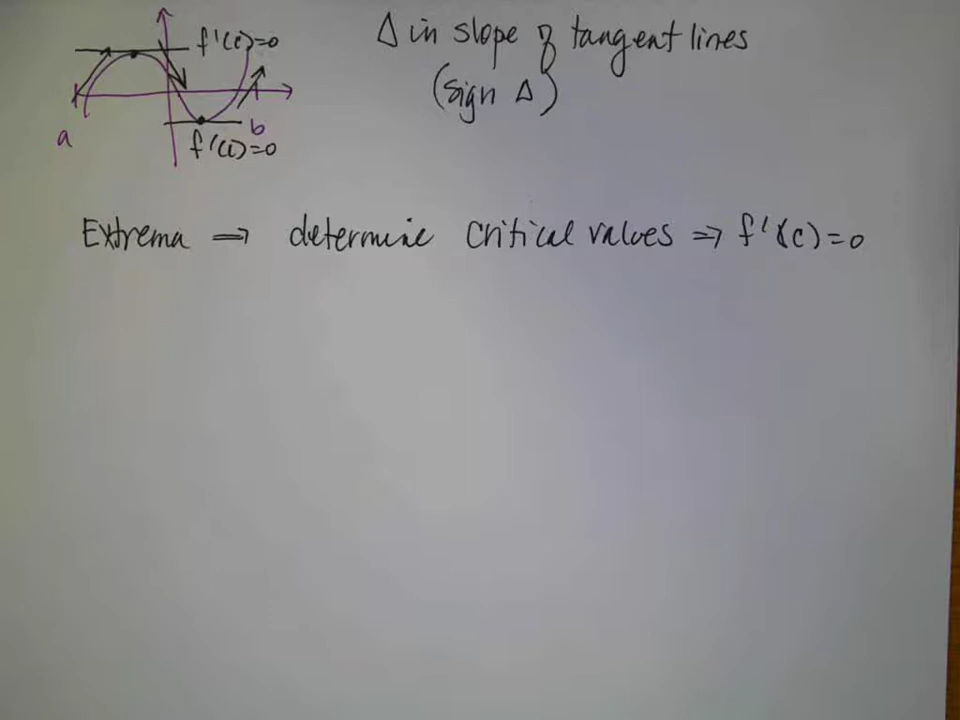 f'(c)=0
Δ in slope of tangent lines
(sign Δ)
a
b
f'(c)=0
Extrema ⇒ determine critical values ⇒ f'(c)=0